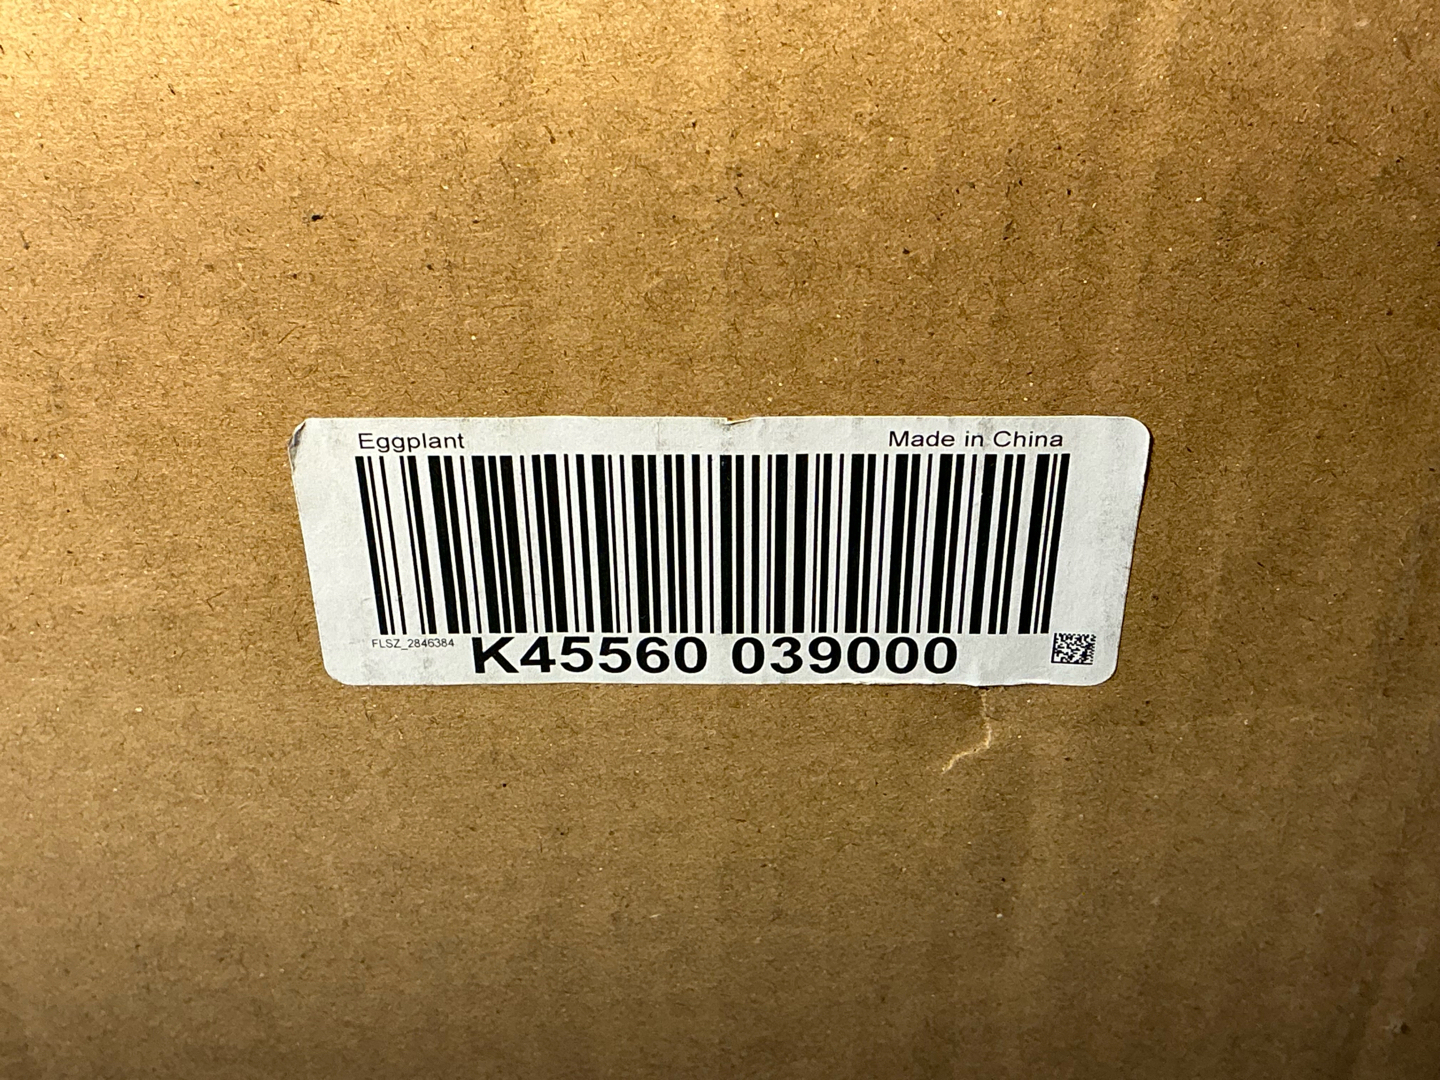 Eggplant Made in China
FLSZ_2846384 K45560 039000